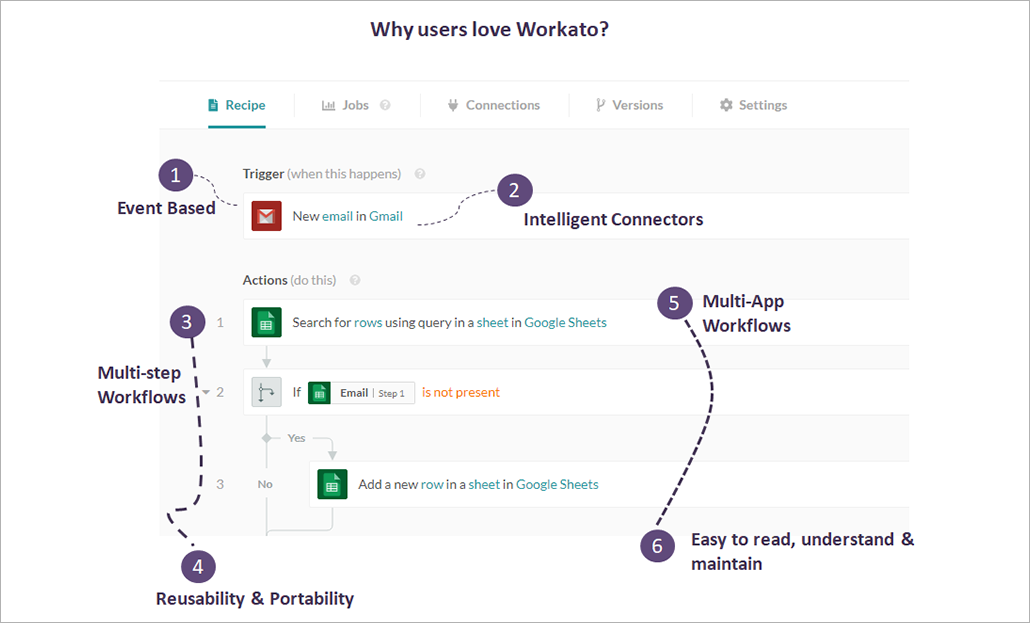 Why users love Workato?
Recipe
Jobs ?
Connections
Versions
Settings
1
Event Based
Trigger (when this happens) ?
New email in Gmail
2
Intelligent Connectors
Actions (do this) ?
3
Multi-step
Workflows
1 Search for rows using query in a sheet in Google Sheets
5
Multi-App
Workflows
2 If Email | Step 1 is not present
Yes
3 No Add a new row in a sheet in Google Sheets
4
Reusability & Portability
6
Easy to read, understand &
maintain